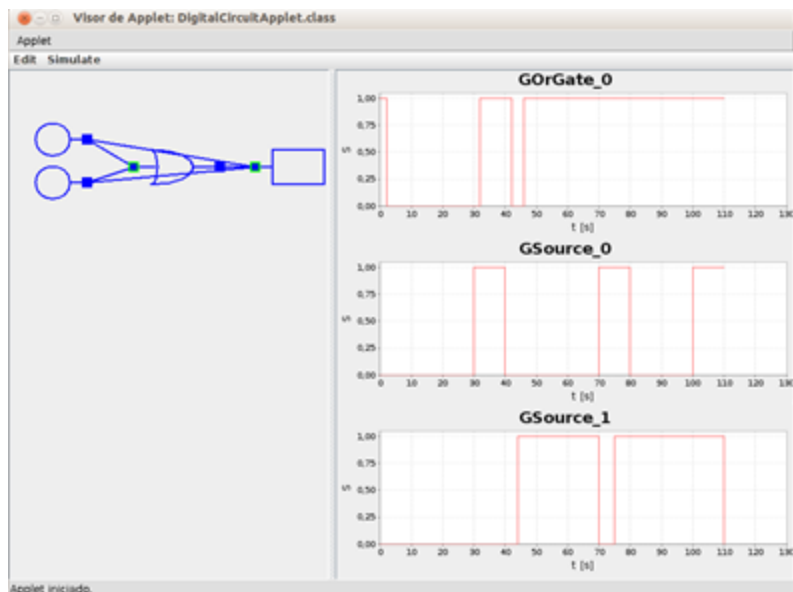 Visor de Applet: DigitalCircuitApplet.class
Applet
Edit Simulate
GOrGate_0
1,00
0,75
S
0,50
0,25
0,00
0 10 20 30 40 50 60 70 80 90 100 110 120 130
t [s]
GSource_0
1,00
0,75
S
0,50
0,25
0,00
0 10 20 30 40 50 60 70 80 90 100 110 120 130
t [s]
GSource_1
1,00
0,75
S
0,50
0,25
0,00
0 10 20 30 40 50 60 70 80 90 100 110 120 130
t [s]
Applet iniciado.